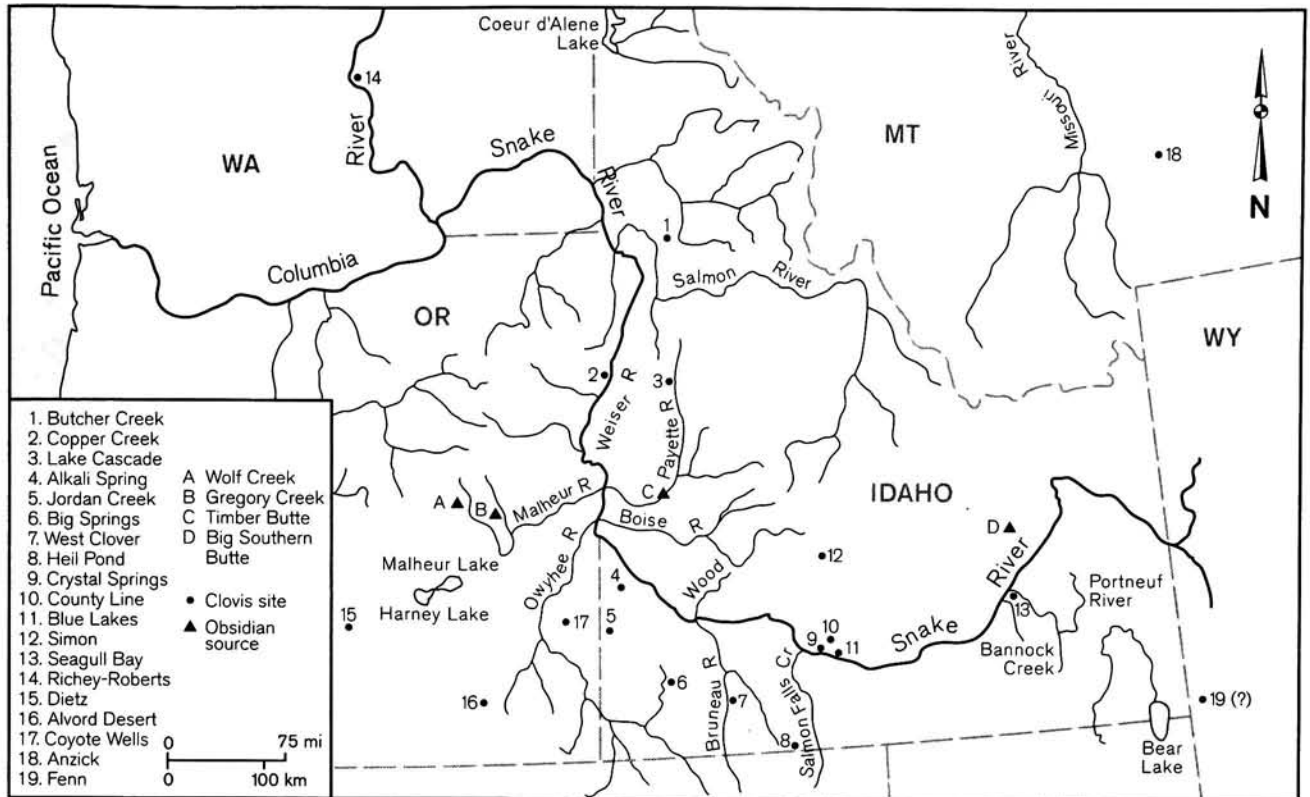 Coeur d'Alene
Lake
14
WA
River
Snake
River
MT
Missouri
River
18
N
Pacific Ocean
Columbia
OR
1
Salmon River
WY
2
Weiser R
3
Payette R
C
IDAHO
A
B
Malheur R
Boise R
D
12
Malheur Lake
Harney Lake
Owyhee R
4
Wood
River
Portneuf
River
13
Bannock
Creek
15
17
5
10
9
11
Snake
16
6
Bruneau R
7
Salmon Falls Cr
8
19 (?)
Bear
Lake
1. Butcher Creek
2. Copper Creek
3. Lake Cascade
4. Alkali Spring
5. Jordan Creek
6. Big Springs
7. West Clover
8. Heil Pond
9. Crystal Springs
10. County Line
11. Blue Lakes
12. Simon
13. Seagull Bay
14. Richey-Roberts
15. Dietz
16. Alvord Desert
17. Coyote Wells
18. Anzick
19. Fenn
A Wolf Creek
B Gregory Creek
C Timber Butte
D Big Southern
Butte
Clovis site
Obsidian
source
0 75 mi
0 100 km